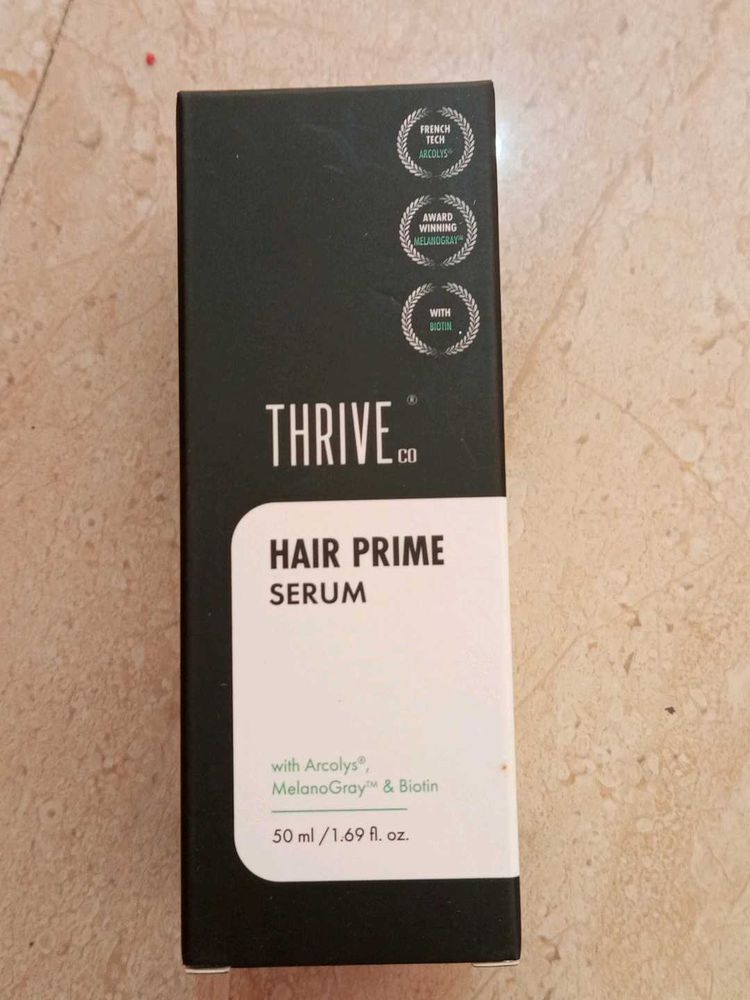 FRENCH
TECH
ARCOLYS®
AWARD
WINNING
MELANOGRAY™
WITH
BIOTIN
THRIVE® CO
HAIR PRIME
SERUM
with Arcolys®,
MelanoGray™ & Biotin
50 ml /1.69 fl. oz.